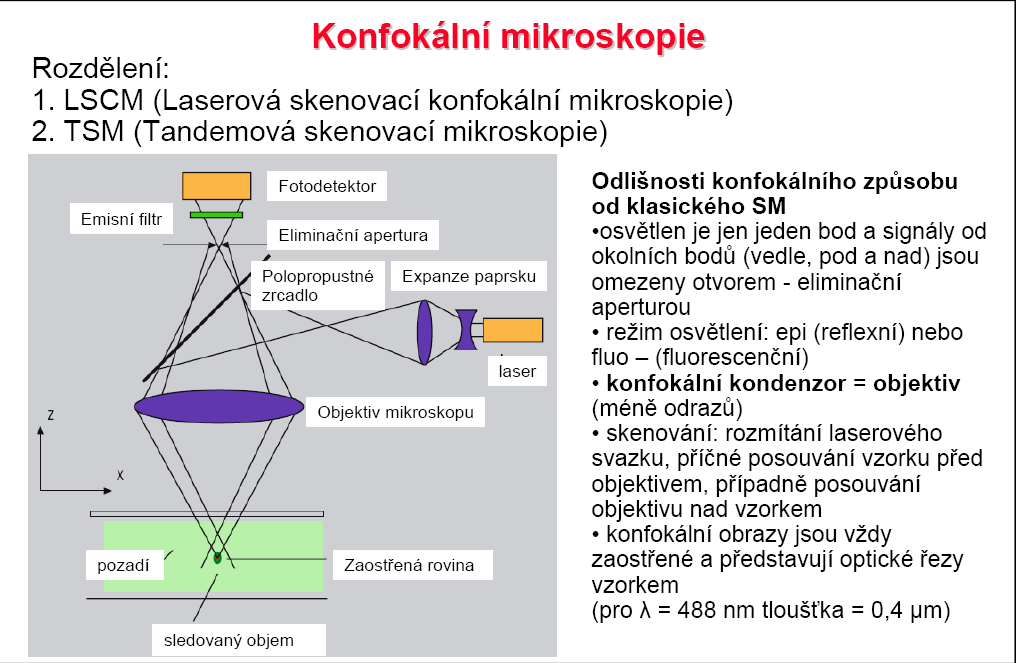 Konfokální mikroskopie
Rozdělení:
1. LSCM (Laserová skenovací konfokální mikroskopie)
2. TSM (Tandemová skenovací mikroskopie)
Fotodetektor
Emisní filtr
Eliminační apertura
Polopropustné
zrcadlo
Expanze paprsku
laser
Objektiv mikroskopu
Z
X
pozadí
Zaostřená rovina
sledovaný objem
Odlišnosti konfokálního způsobu
od klasického SM
•osvětlen je jen jeden bod a signály od
okolních bodů (vedle, pod a nad) jsou
omezeny otvorem - eliminační
aperturou
• režim osvětlení: epi (reflexní) nebo
fluo – (fluorescenční)
• konfokální kondenzor = objektiv
(méně odrazů)
• skenování: rozmítání laserového
svazku, příčné posouvání vzorku před
objektivem, případně posouvání
objektivu nad vzorkem
• konfokální obrazy jsou vždy
zaostřené a představují optické řezy
vzorkem
(pro λ = 488 nm tloušťka = 0,4 μm)